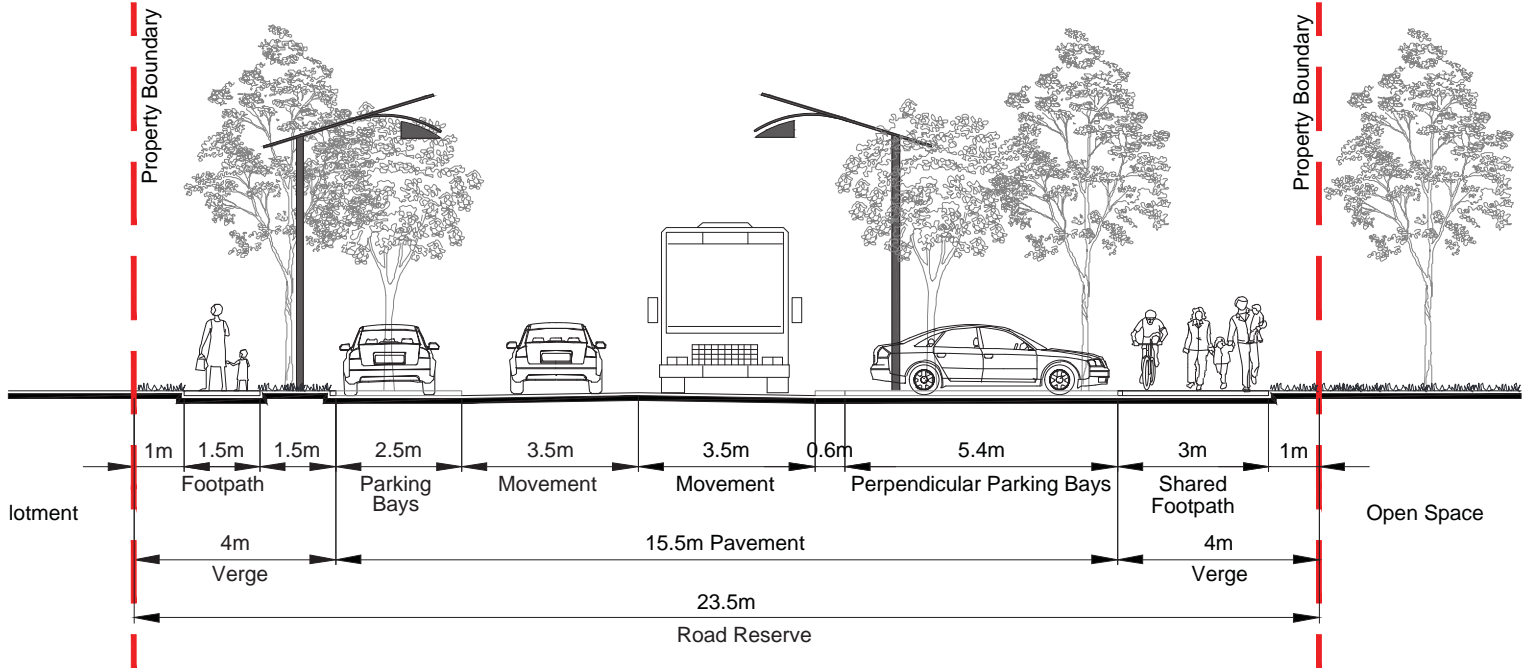 Property Boundary
Property Boundary
1m
1.5m
1.5m
2.5m
3.5m
3.5m
0.6m
5.4m
3m
1m
Footpath
Parking
Bays
Movement
Movement
Perpendicular Parking Bays
Shared
Footpath
lotment
Open Space
4m
Verge
15.5m Pavement
4m
Verge
23.5m
Road Reserve